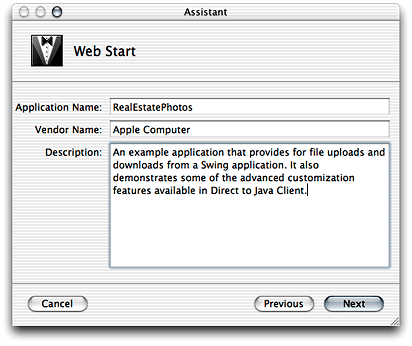 Assistant
Web Start
Application Name: RealEstatePhotos
Vendor Name: Apple Computer
Description: An example application that provides for file uploads and
downloads from a Swing application. It also
demonstrates some of the advanced customization
features available in Direct to Java Client.
Cancel Previous Next